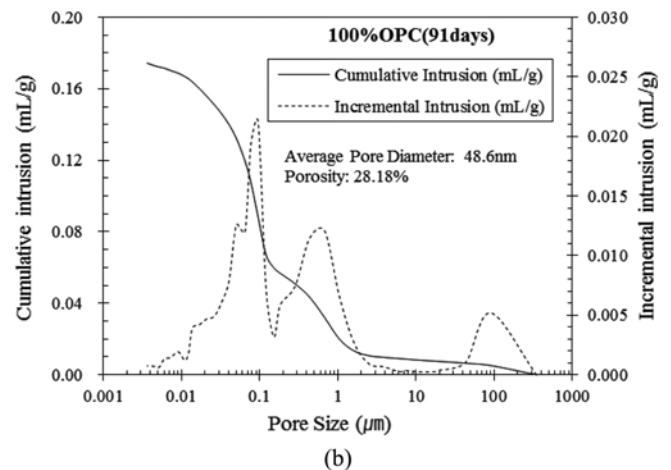 100%OPC(91days)
Cumulative Intrusion (mL/g)
Incremental Intrusion (mL/g)
Average Pore Diameter: 48.6nm
Porosity: 28.18%
Cumulative intrusion (mL/g)
0.20
0.16
0.12
0.08
0.04
0.00
0.030
0.025
0.020
0.015
0.010
0.005
0.000
Incremental intrusion (mL/g)
0.001
0.01
0.1
1
10
100
1000
Pore Size (㎛)
(b)